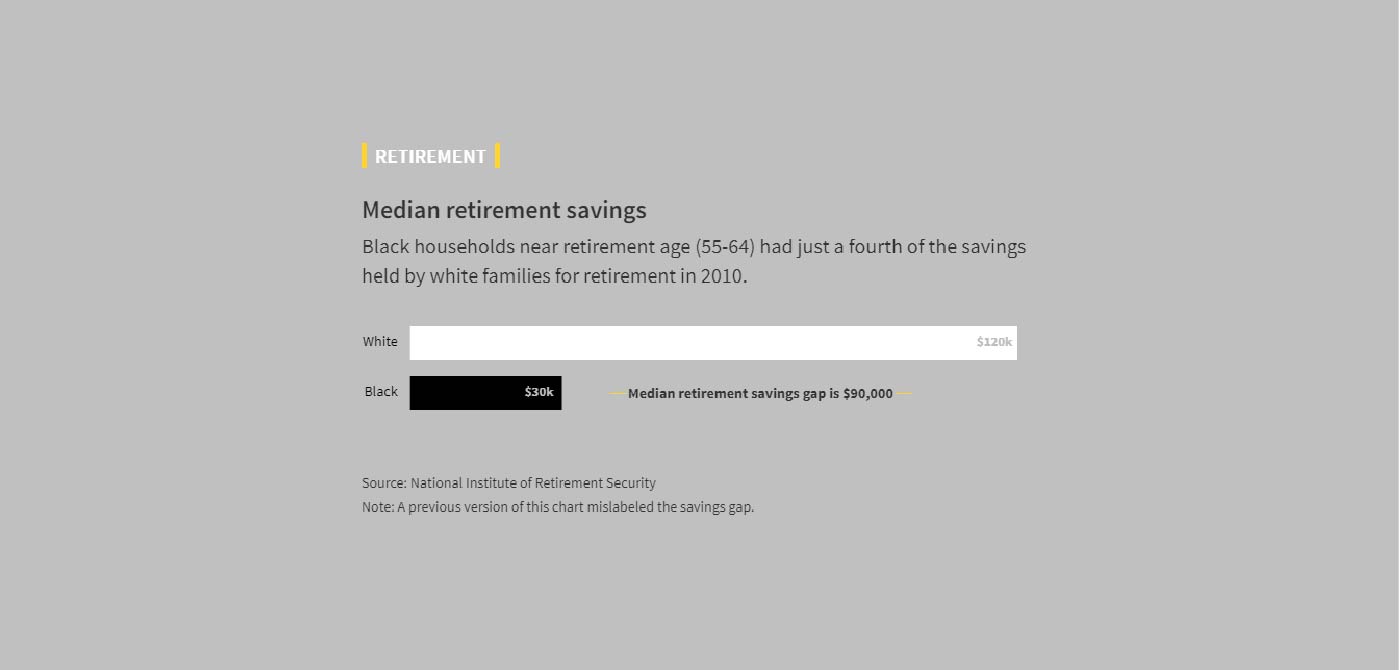 RETIREMENT
Median retirement savings
Black households near retirement age (55-64) had just a fourth of the savings
held by white families for retirement in 2010.
White $120k
Black $30k Median retirement savings gap is $90,000
Source: National Institute of Retirement Security
Note: A previous version of this chart mislabeled the savings gap.